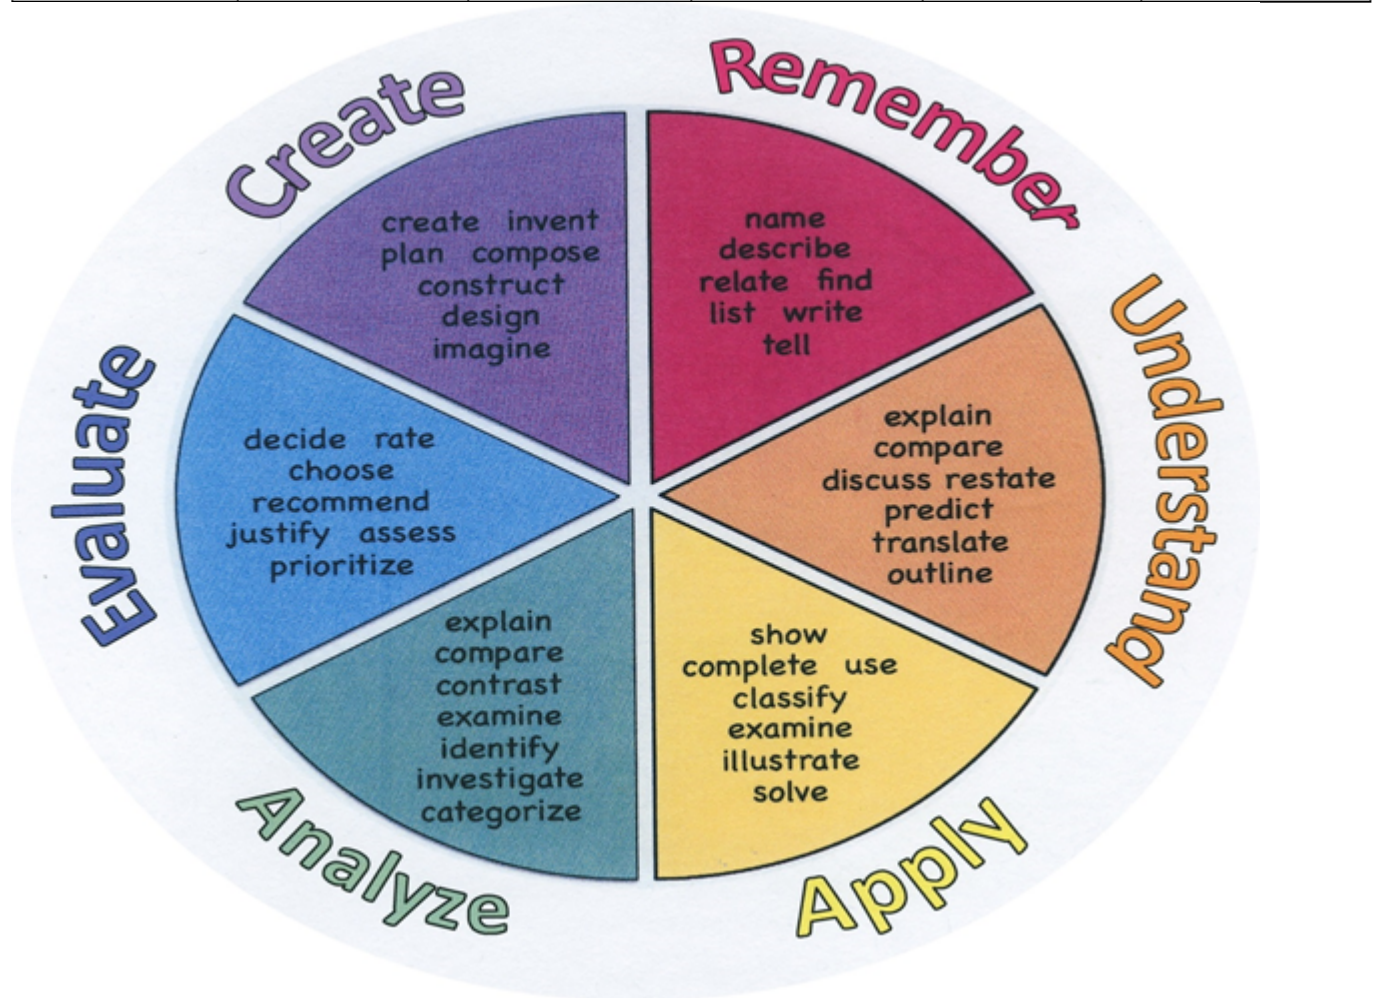 Remember
name
describe
relate find
list write
tell
Understand
explain
compare
discuss restate
predict
translate
outline
Apply
show
complete use
classify
examine
illustrate
solve
Analyze
explain
compare
contrast
examine
identify
investigate
categorize
Evaluate
decide rate
choose
recommend
justify assess
prioritize
Create
create invent
plan compose
construct
design
imagine